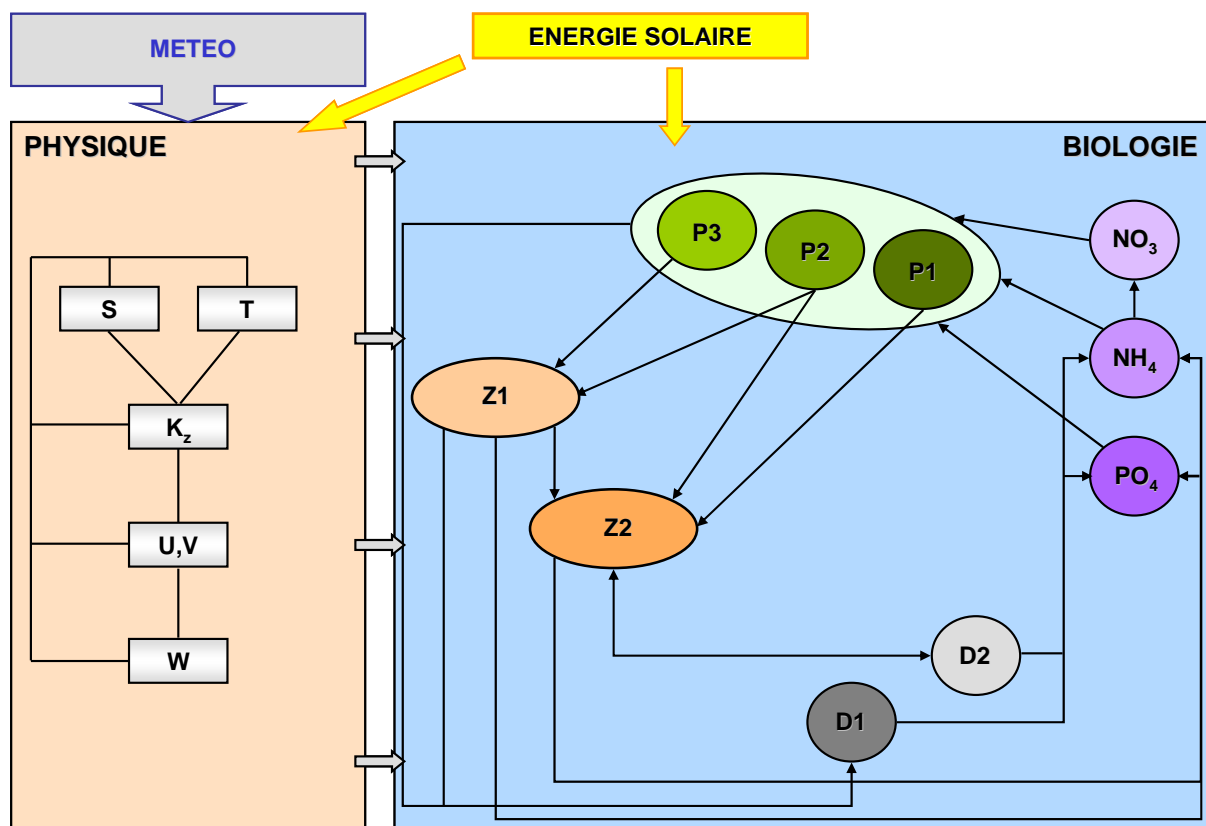 METEO
ENERGIE SOLAIRE
PHYSIQUE
BIOLOGIE
P3
P2
P1
NO3
S
T
NH4
Z1
Kz
PO4
Z2
U,V
W
D2
D1